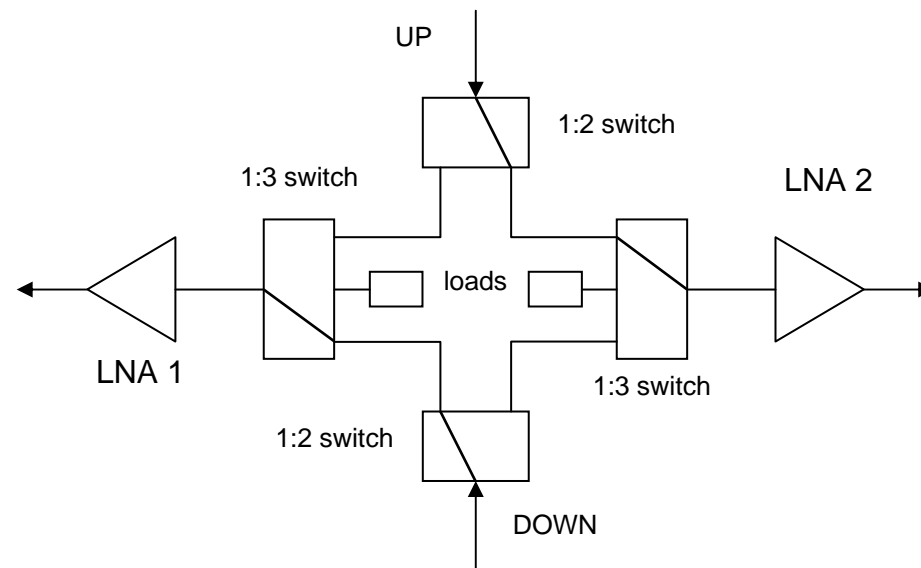 UP
1:2 switch
1:3 switch
LNA 2
loads
LNA 1
1:3 switch
1:2 switch
DOWN